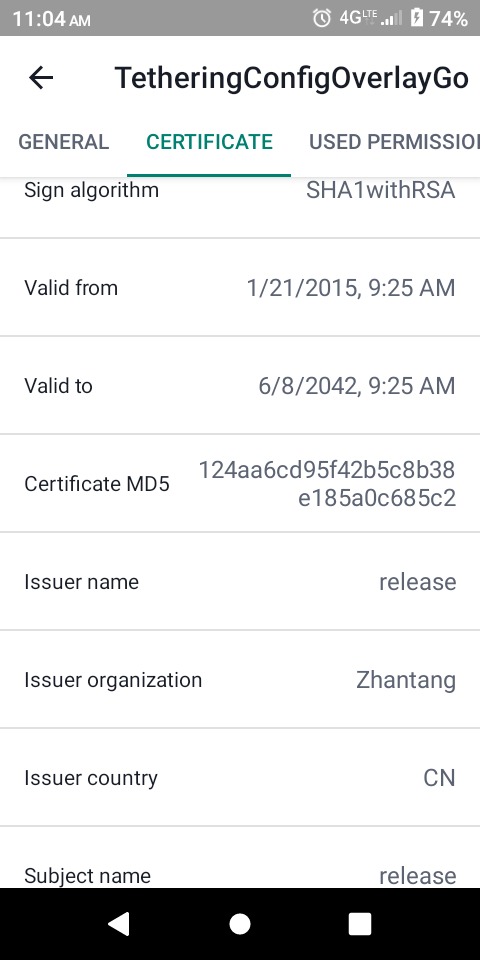 11:04 AM 4G LTE 74%
TetheringConfigOverlayGo
GENERAL CERTIFICATE USED PERMISSIO
Sign algorithm SHA1withRSA
Valid from 1/21/2015, 9:25 AM
Valid to 6/8/2042, 9:25 AM
Certificate MD5 124aa6cd95f42b5c8b38
e185a0c685c2
Issuer name release
Issuer organization Zhantang
Issuer country CN
Subject name release